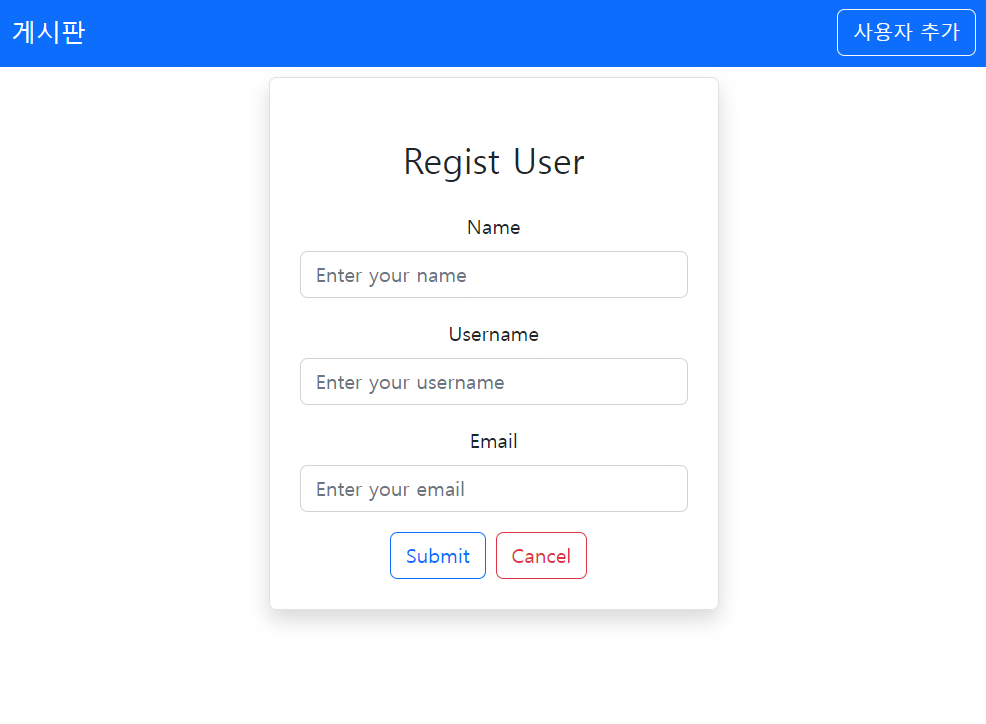 게시판
사용자 추가
Regist User
Name
Enter your name
Username
Enter your username
Email
Enter your email
Submit
Cancel